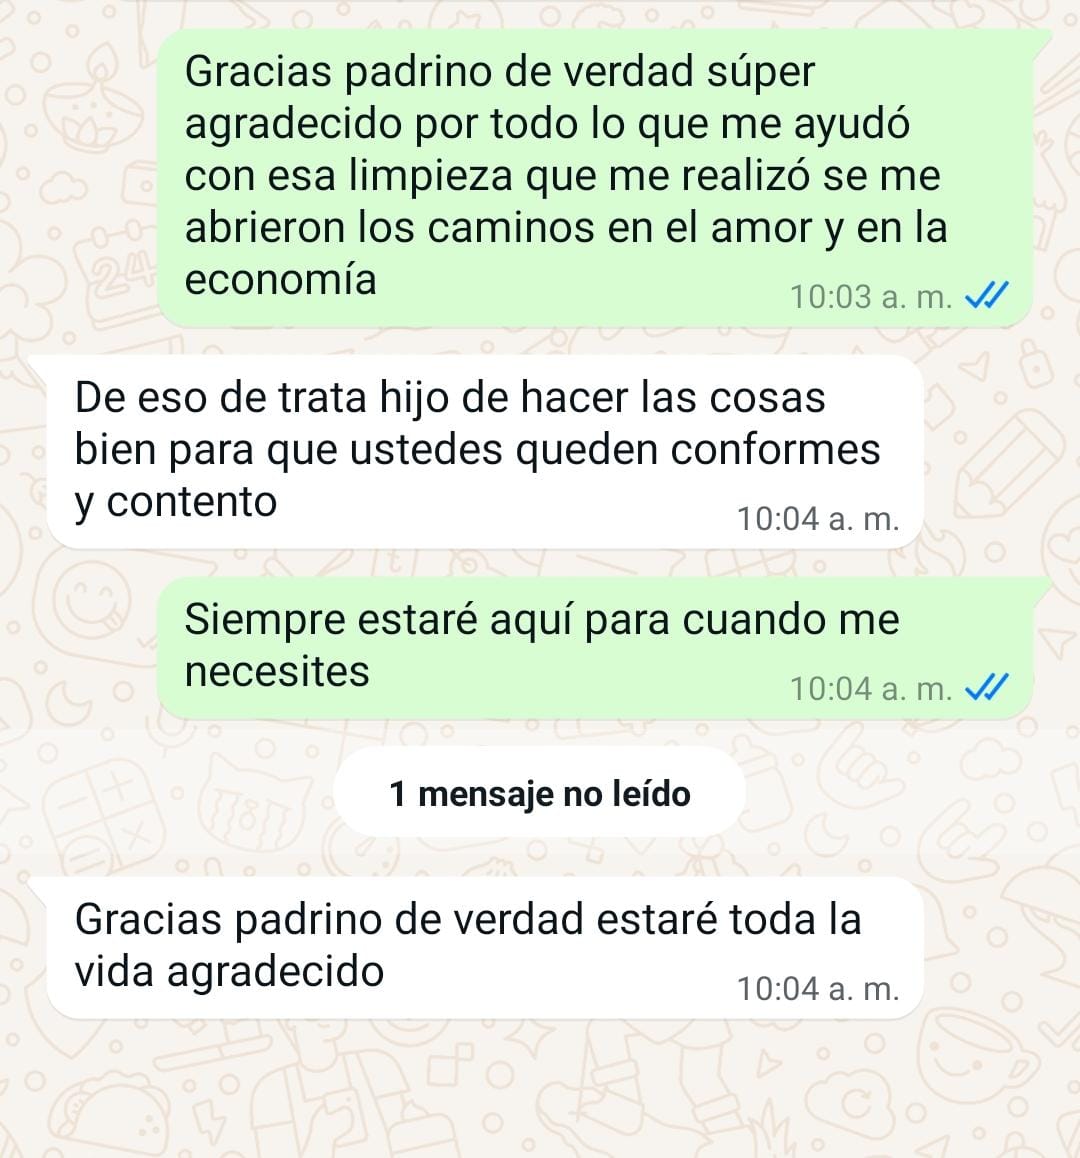 Gracias padrino de verdad súper
agradecido por todo lo que me ayudó
con esa limpieza que me realizó se me
abrieron los caminos en el amor y en la
economía
10:03 a. m.
De eso de trata hijo de hacer las cosas
bien para que ustedes queden conformes
y contento
10:04 a. m.
Siempre estaré aquí para cuando me
necesites
10:04 a. m.
1 mensaje no leído
Gracias padrino de verdad estaré toda la
vida agradecido
10:04 a. m.